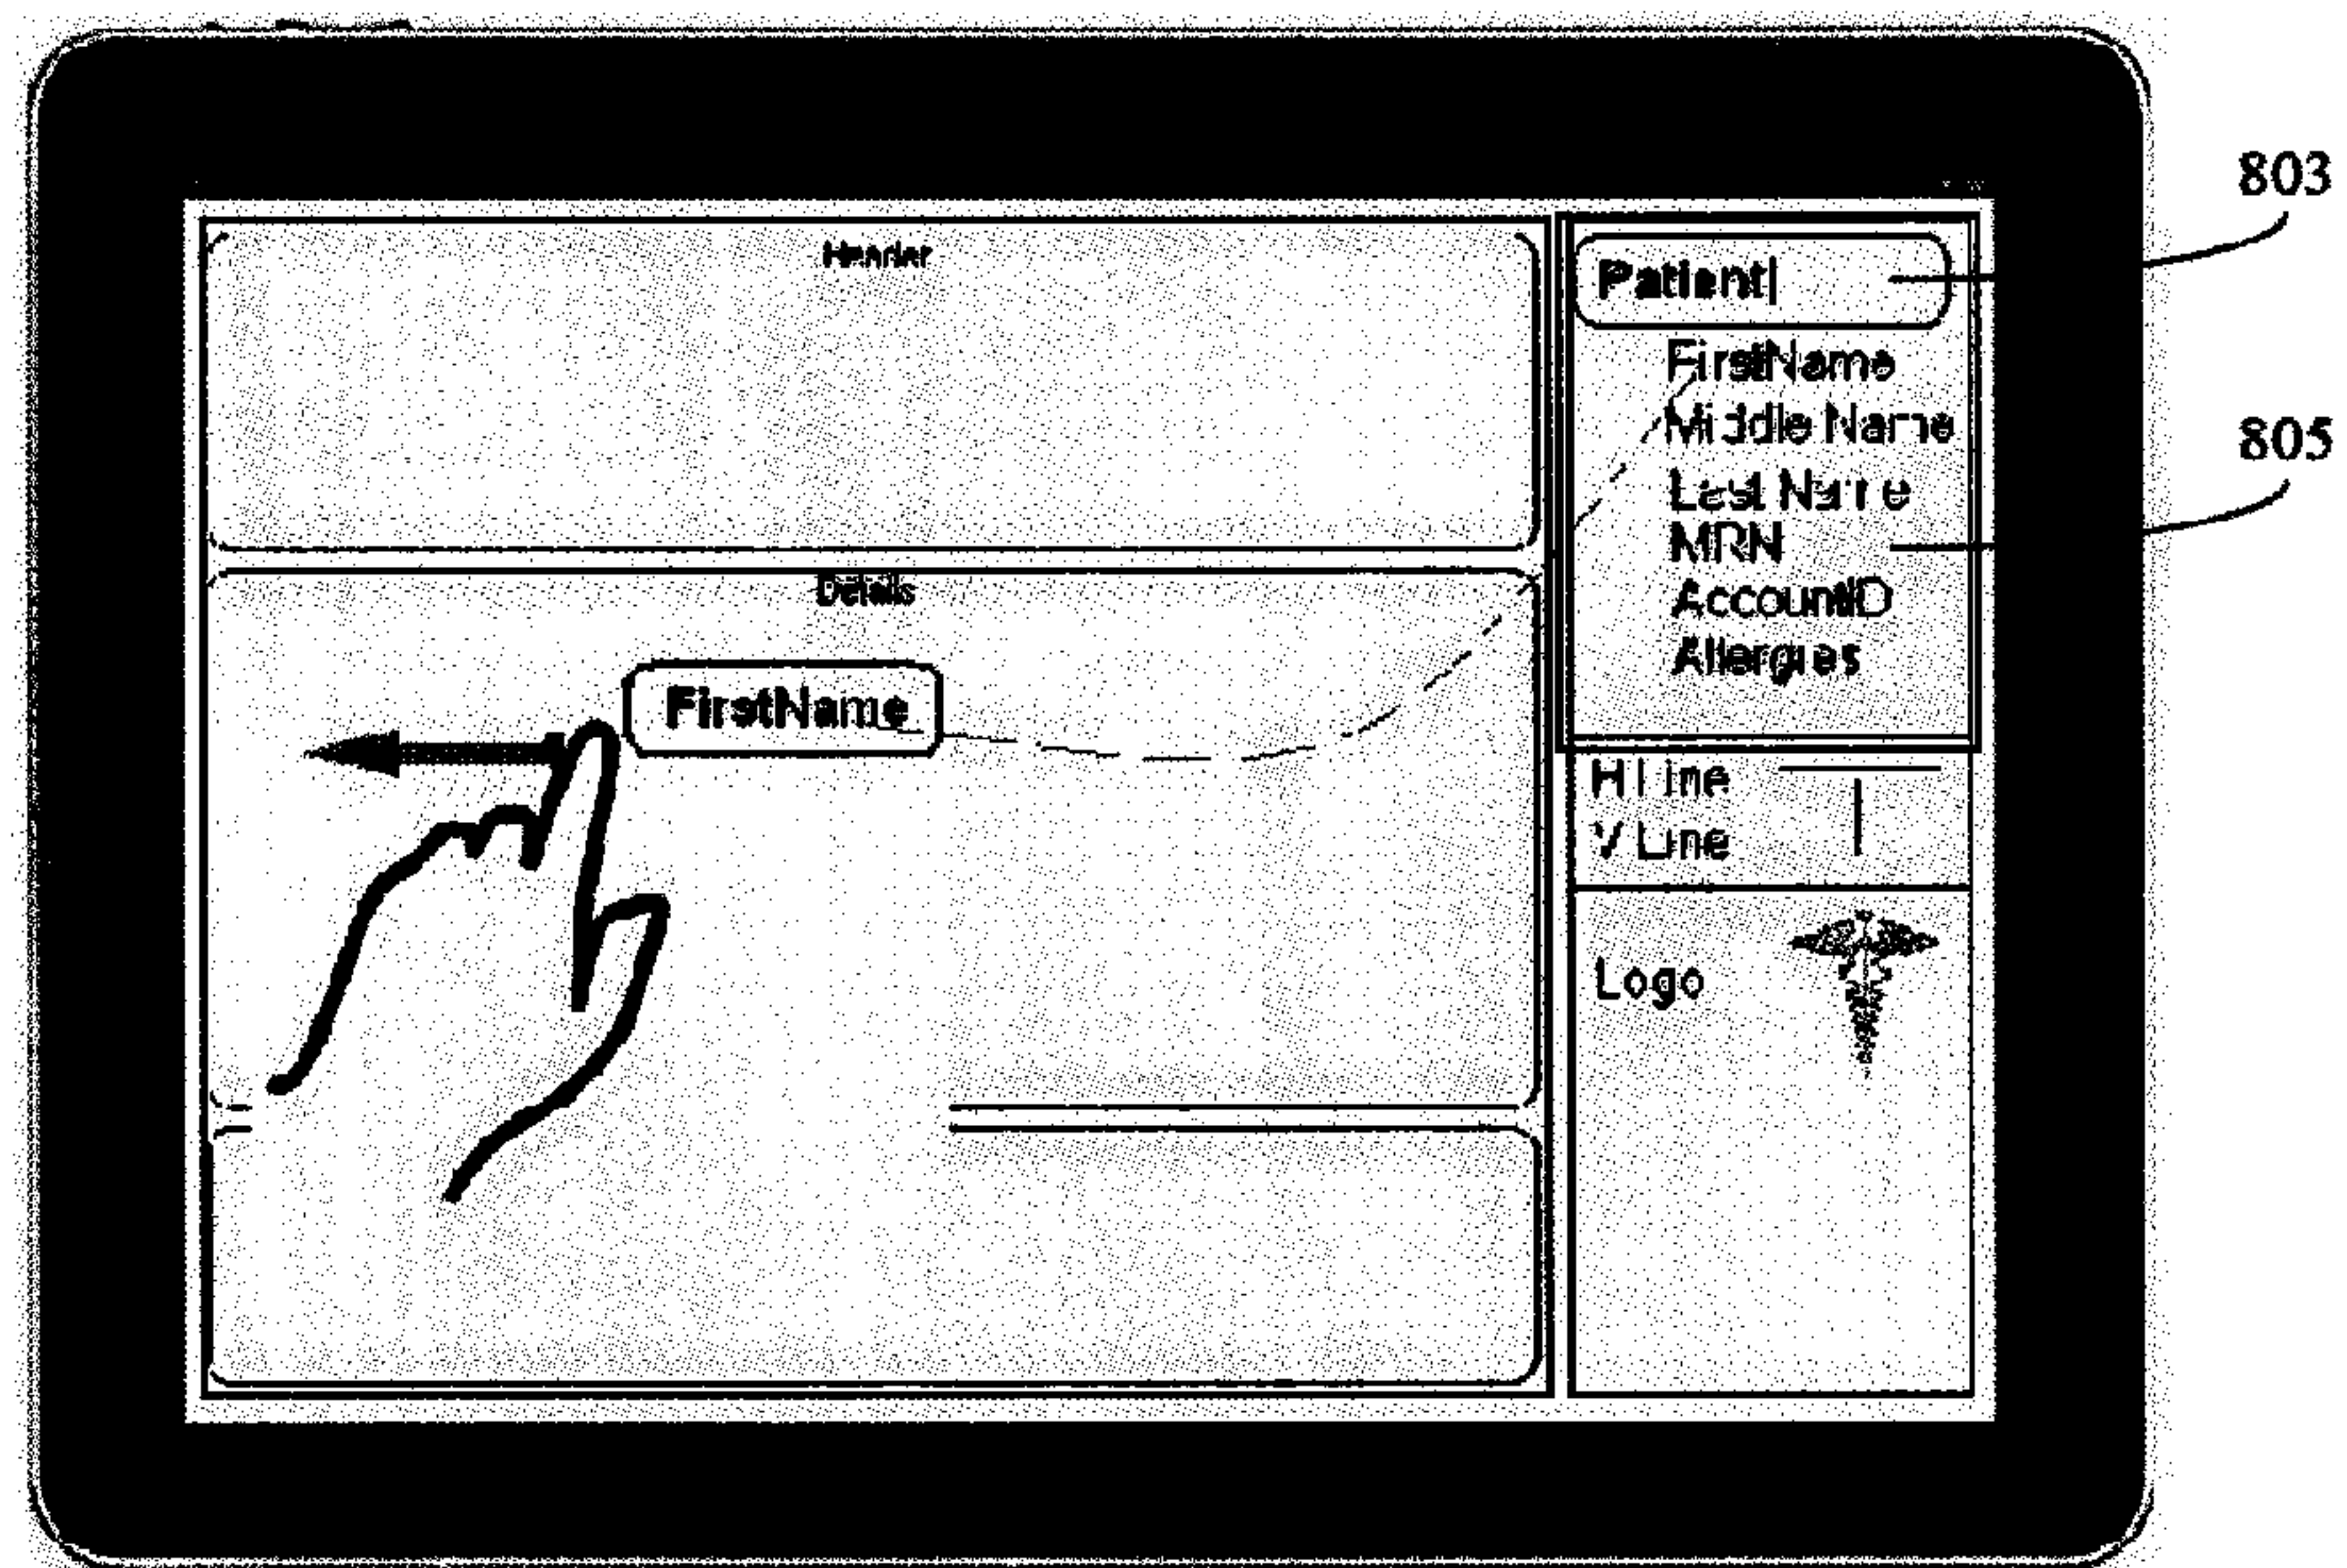 Header
Patient
FirstName
Middle Name
Last Name
MRN
AccountID
Allergies
Details
FirstName
H Line
V Line
Logo
803
805